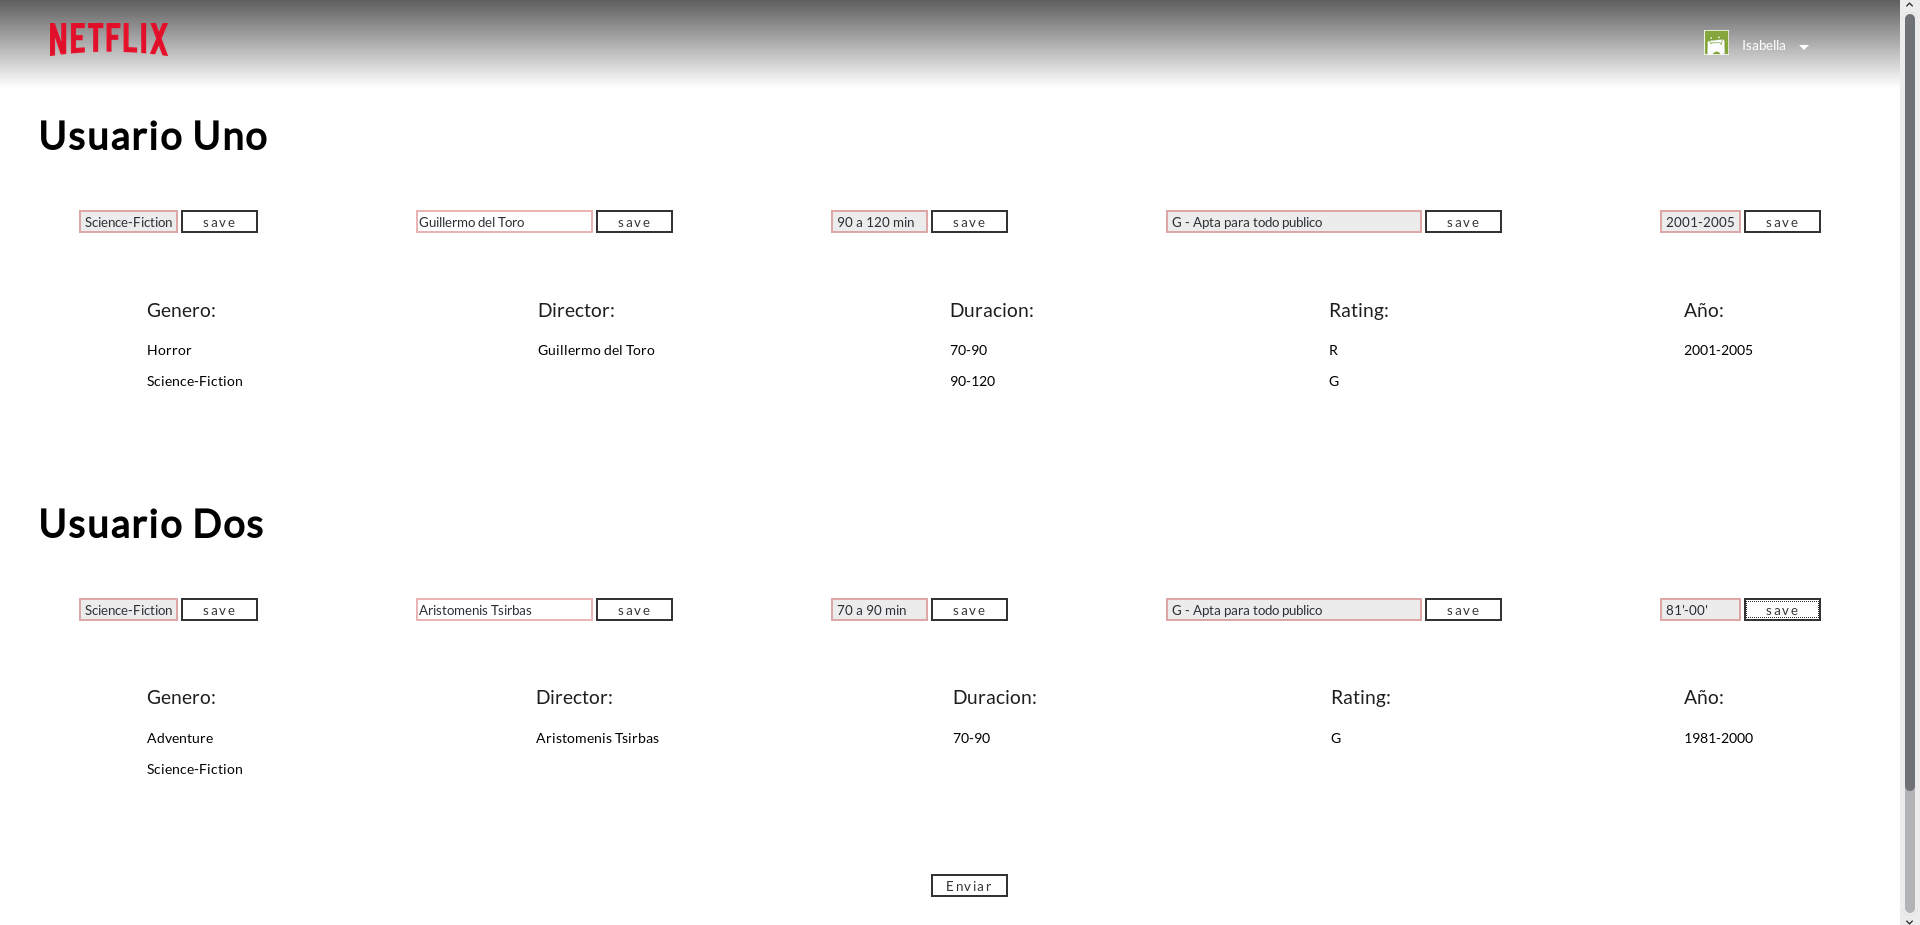 NETFLIX
Isabella
Usuario Uno
Science-Fiction save Guillermo del Toro save 90 a 120 min save G - Apta para todo publico save 2001-2005 save
Genero: Director: Duracion: Rating: Año:
Horror Guillermo del Toro 70-90 R 2001-2005
Science-Fiction 90-120 G
Usuario Dos
Science-Fiction save Aristomenis Tsirbas save 70 a 90 min save G - Apta para todo publico save 81'-00' save
Genero: Director: Duracion: Rating: Año:
Adventure Aristomenis Tsirbas 70-90 G 1981-2000
Science-Fiction
Enviar